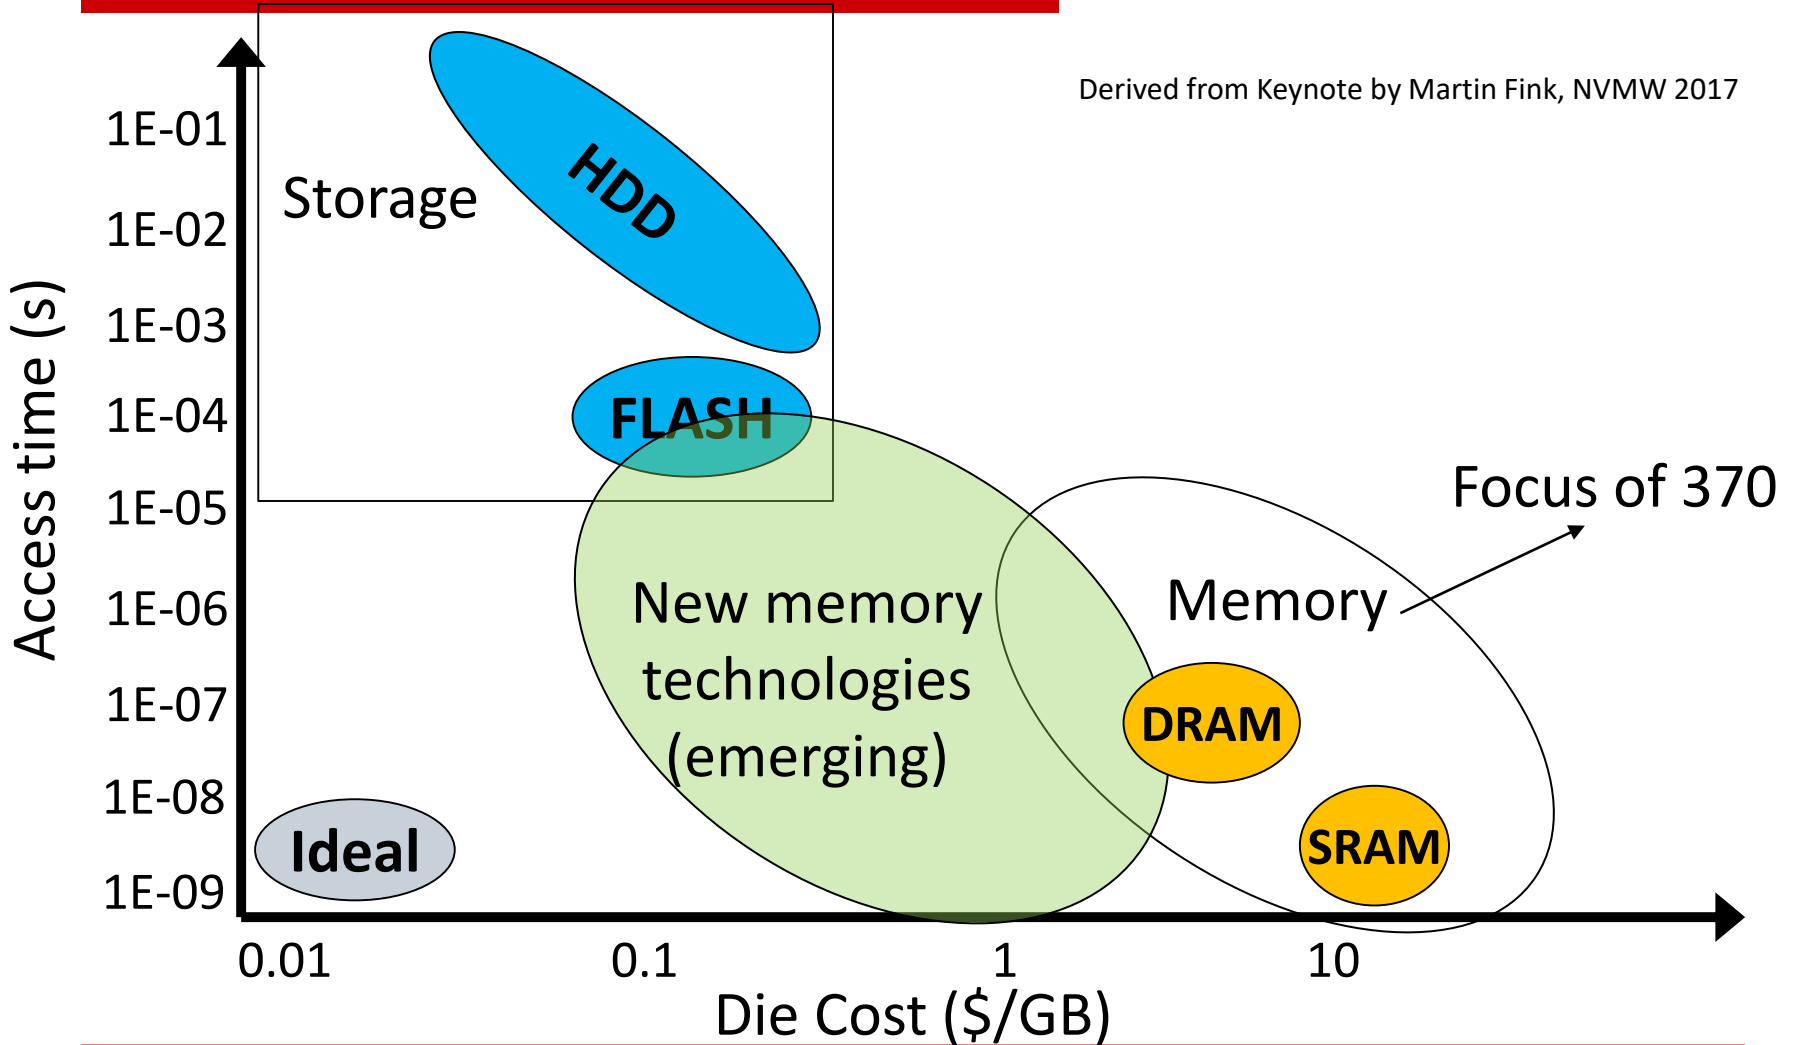 Derived from Keynote by Martin Fink, NVMW 2017
Access time (s)
1E-01
1E-02
1E-03
1E-04
1E-05
1E-06
1E-07
1E-08
1E-09
Storage
HDD
FLASH
New memory
technologies
(emerging)
Memory
Focus of 370
DRAM
SRAM
Ideal
0.01
0.1
1
10
Die Cost ($/GB)